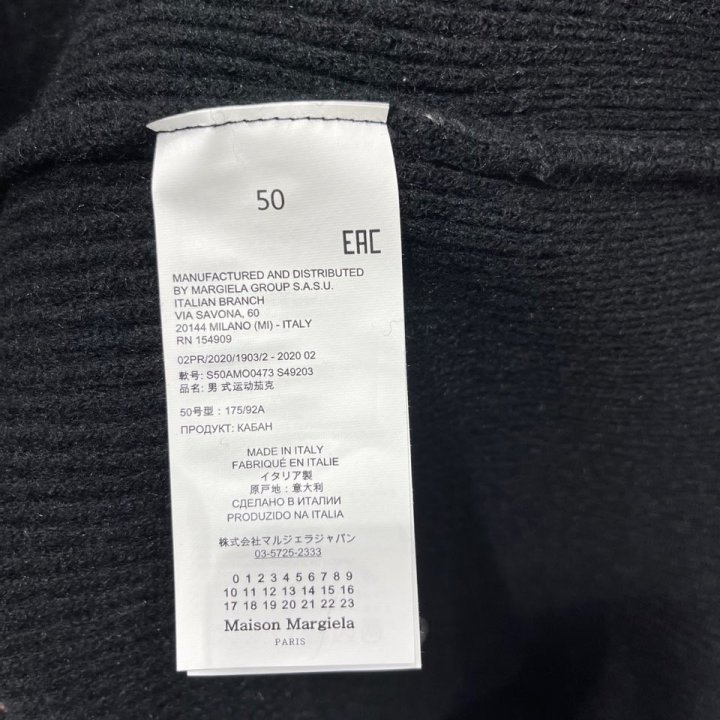 50
EAC
MANUFACTURED AND DISTRIBUTED
BY MARGIELA GROUP S.A.S.U.
ITALIAN BRANCH
VIA SAVONA, 60
20144 MILANO (MI) - ITALY
RN 154909
02PR/2020/1903/2 - 2020 02
軟号: S50AMO0473 S49203
品名: 男 式运动茄克
50号型：175/92A
ПРОДУКТ: КАБАН
MADE IN ITALY
FABRIQUÉ EN ITALIE
イタリア製
原戸地：意大利
СДЕЛАНО В ИТАЛИИ
PRODUZIDO NA ITALIA
株式会社マルジェラジャパン
03-5725-2333
0 1 2 3 4 5 6 7 8 9
10 11 12 13 14 15 16
17 18 19 20 21 22 23
Maison Margiela
PARIS